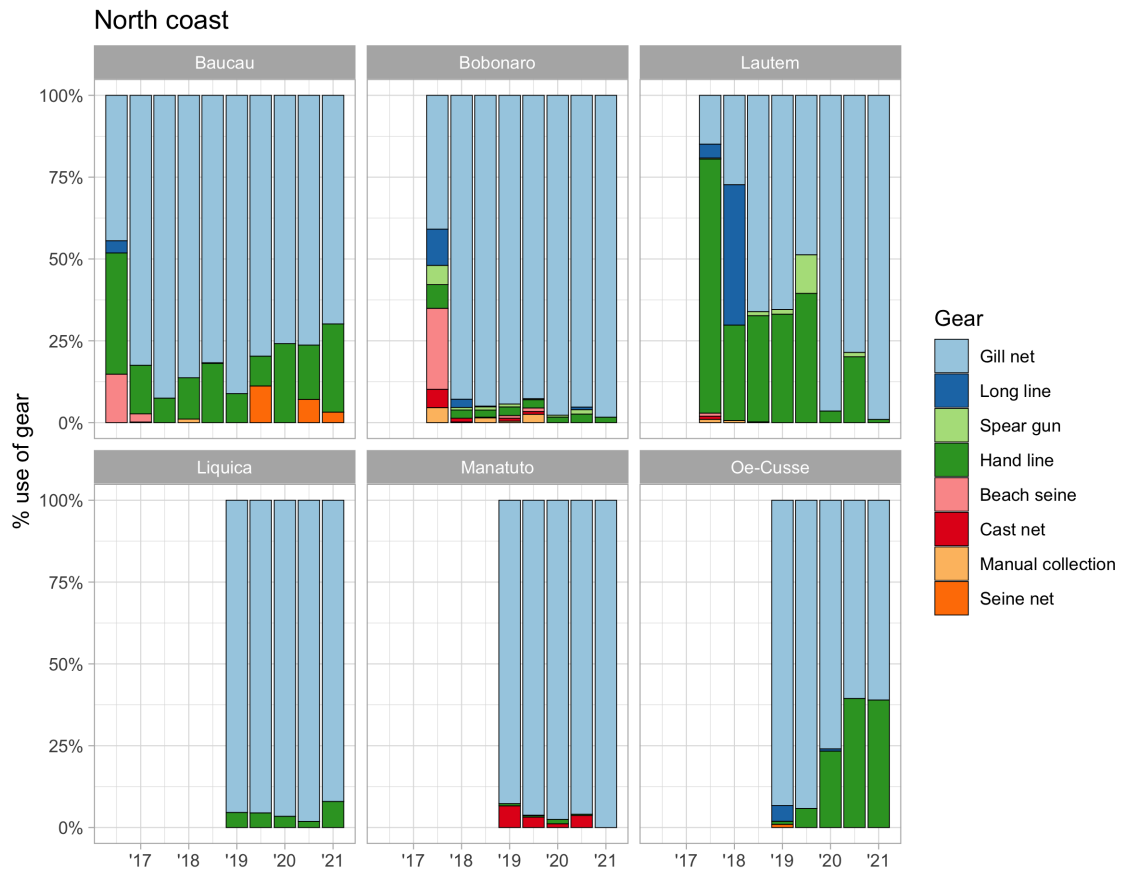 North coast
Baucau
Bobonaro
Lautem
100%
75%
50%
25%
0%
Liquica
Manatuto
Oe-Cusse
100%
75%
50%
25%
0%
'17 '18 '19 '20 '21
'17 '18 '19 '20 '21
'17 '18 '19 '20 '21
% use of gear
Gear
Gill net
Long line
Spear gun
Hand line
Beach seine
Cast net
Manual collection
Seine net